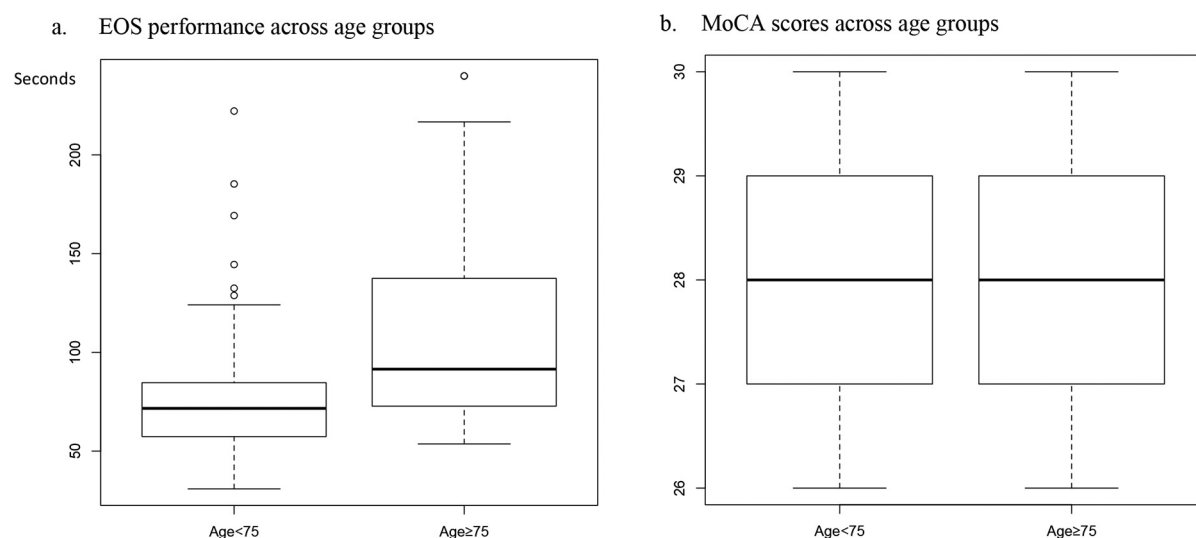 a. EOS performance across age groups
Seconds
200
150
100
50
Age<75 Age≥75
b. MoCA scores across age groups
30
29
28
27
26
Age<75 Age≥75